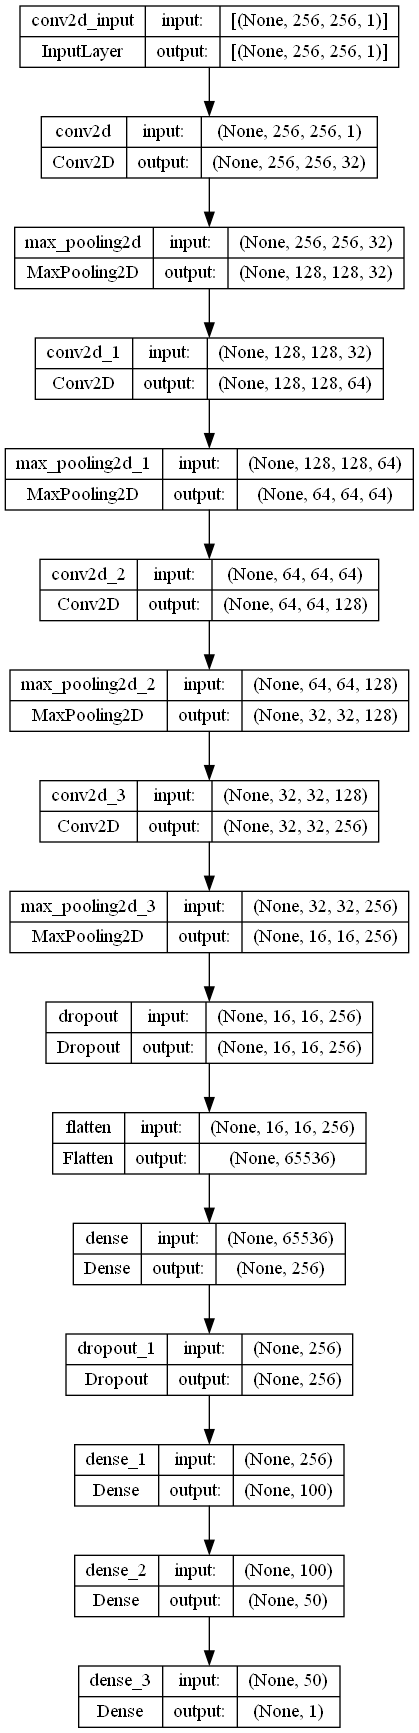 conv2d_input input: [(None, 256, 256, 1)]
InputLayer output: [(None, 256, 256, 1)]
conv2d input: (None, 256, 256, 1)
Conv2D output: (None, 256, 256, 32)
max_pooling2d input: (None, 256, 256, 32)
MaxPooling2D output: (None, 128, 128, 32)
conv2d_1 input: (None, 128, 128, 32)
Conv2D output: (None, 128, 128, 64)
max_pooling2d_1 input: (None, 128, 128, 64)
MaxPooling2D output: (None, 64, 64, 64)
conv2d_2 input: (None, 64, 64, 64)
Conv2D output: (None, 64, 64, 128)
max_pooling2d_2 input: (None, 64, 64, 128)
MaxPooling2D output: (None, 32, 32, 128)
conv2d_3 input: (None, 32, 32, 128)
Conv2D output: (None, 32, 32, 256)
max_pooling2d_3 input: (None, 32, 32, 256)
MaxPooling2D output: (None, 16, 16, 256)
dropout input: (None, 16, 16, 256)
Dropout output: (None, 16, 16, 256)
flatten input: (None, 16, 16, 256)
Flatten output: (None, 65536)
dense input: (None, 65536)
Dense output: (None, 256)
dropout_1 input: (None, 256)
Dropout output: (None, 256)
dense_1 input: (None, 256)
Dense output: (None, 100)
dense_2 input: (None, 100)
Dense output: (None, 50)
dense_3 input: (None, 50)
Dense output: (None, 1)